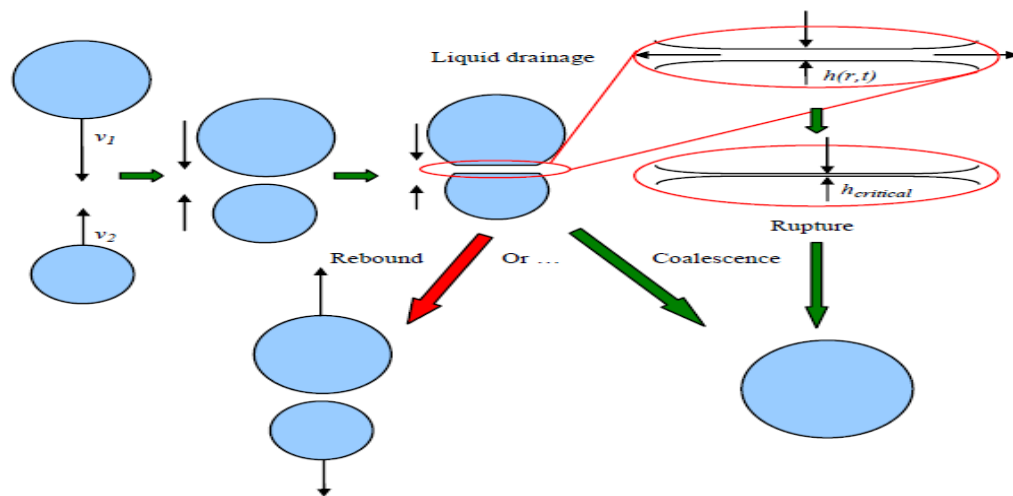 Liquid drainage
h(r,t)
v1
hcritical
v2
Rupture
Rebound
Or ...
Coalescence